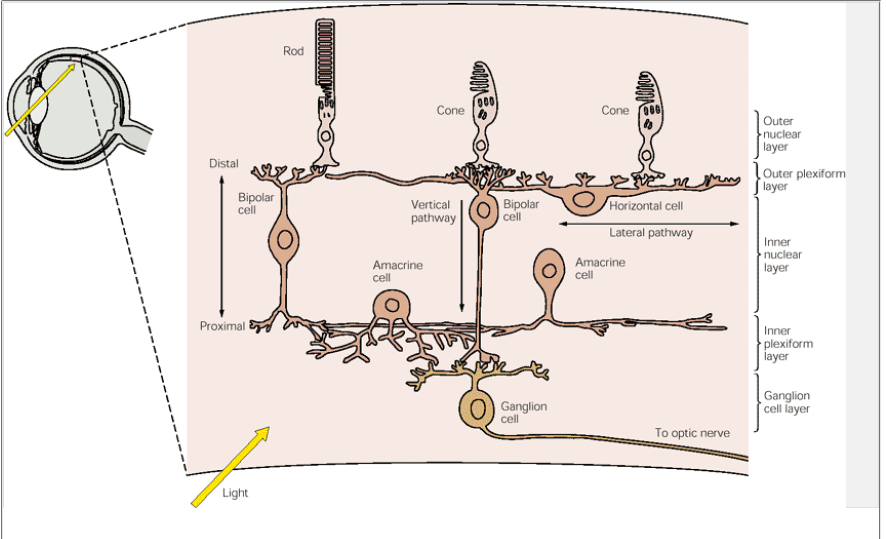 Rod
Cone
Cone
Outer
nuclear
layer
Distal
Outer plexiform
layer
Bipolar
cell
Vertical
pathway
Bipolar
cell
Horizontal cell
Lateral pathway
Inner
nuclear
layer
Amacrine
cell
Amacrine
cell
Proximal
Inner
plexiform
layer
Ganglion
cell layer
Ganglion
cell
To optic nerve
Light